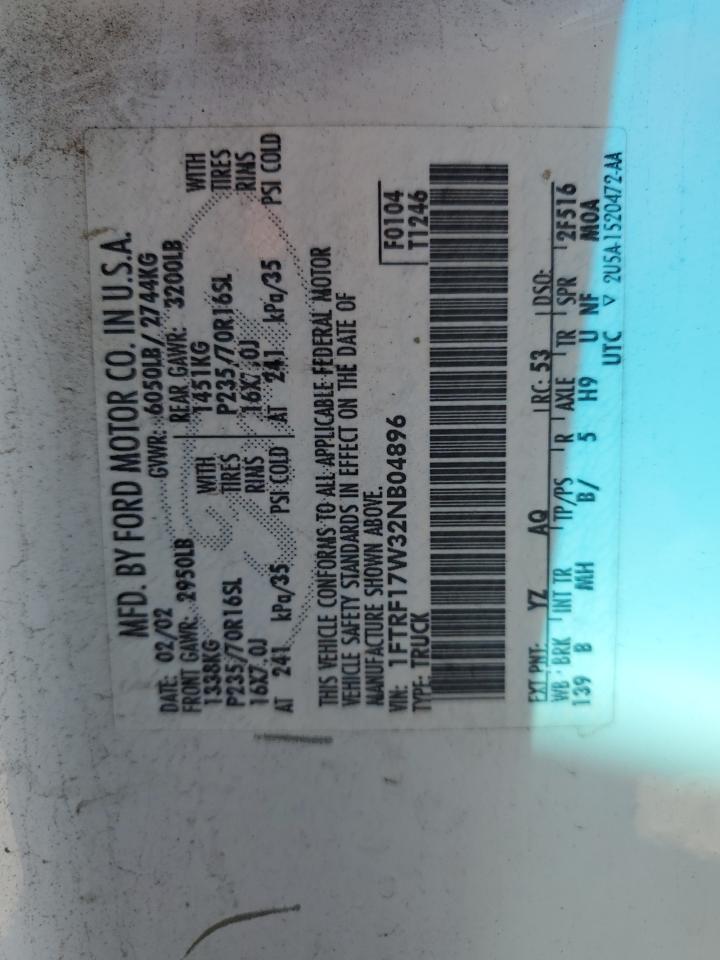 MFD. BY FORD MOTOR CO. IN U.S.A.
DATE: 02/02 GVWR: 6050LB/ 2744KG
FRONT GAWR: 2950LB REAR GAWR: 3200LB
1338KG WITH 1451KG WITH
P235/70R16SL TIRES P235/70R16SL TIRES
16X7.0J RIMS 16X7.0J RIMS
AT 241 kPa/35 PSI COLD AT 241 kPa/35 PSI COLD
THIS VEHICLE CONFORMS TO ALL APPLICABLE FEDERAL MOTOR
VEHICLE SAFETY STANDARDS IN EFFECT ON THE DATE OF
MANUFACTURE SHOWN ABOVE.
VIN: 1FTRF17W32NB04896 F0104
TYPE: TRUCK T1246
EXT PNT: YZ AQ RC: 53 DSO:
WB BRK INT TR TP/PS R AXLE TR SPR 2F516
139 B MH B/ 5 H9 U NF M0A
UTC ▽ 2U5A-1520472-AA